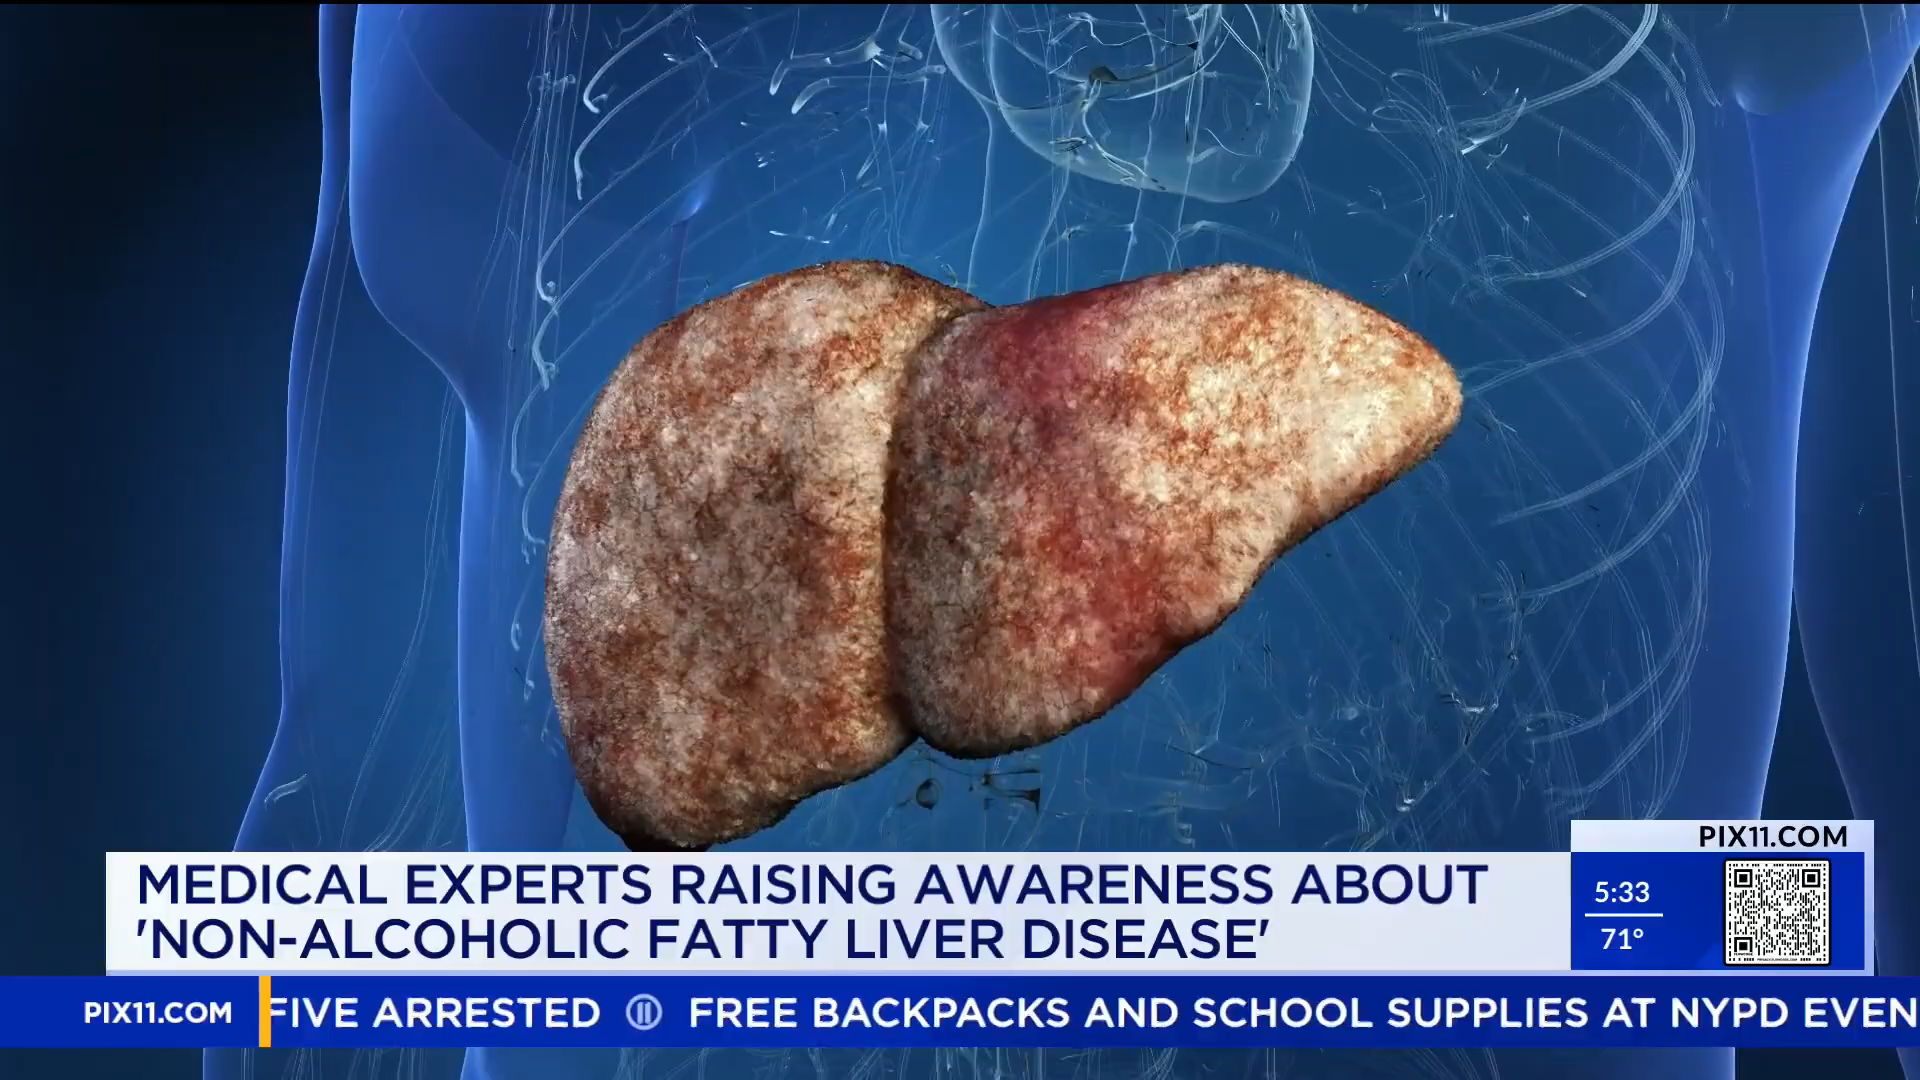 PIX11.COM
MEDICAL EXPERTS RAISING AWARENESS ABOUT
'NON-ALCOHOLIC FATTY LIVER DISEASE'
5:33
71°
PIX11.COM
FIVE ARRESTED 11 FREE BACKPACKS AND SCHOOL SUPPLIES AT NYPD EVEN